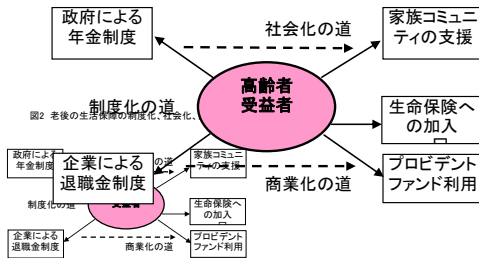 政府による
年金制度
社会化の道
家族コミュニ
ティの支援
高齢者
受益者
制度化の道
図2 老後の生活保障の制度化、社会化、
生命保険へ
の加入
企業による
退職金制度
商業化の道
プロビデント
ファンド利用
政府によ
年金制度
の道
家族コミュニ
ティの支援
制度化の道
受益者
生命保険へ
の加入
企業による
退職金制度
商業化の道
プロビデント
ファンド利用